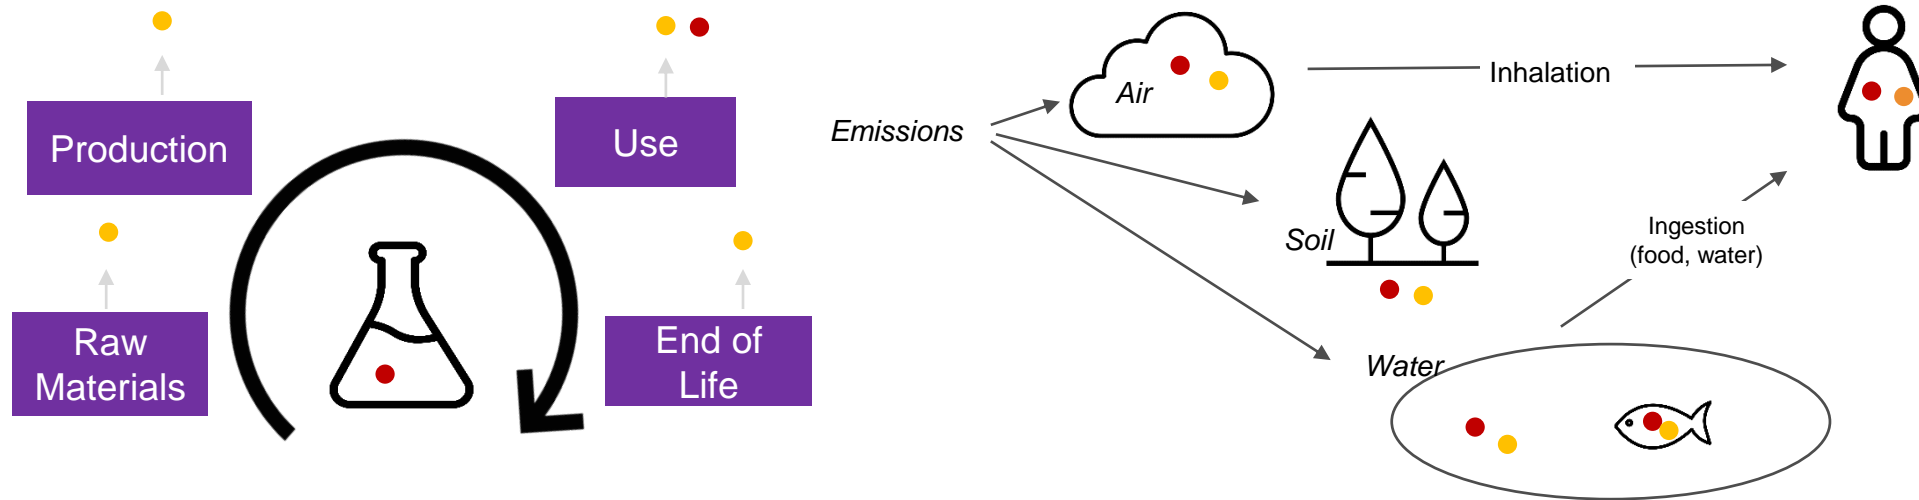 Production
Use
Raw
Materials
End of
Life
Emissions
Air
Inhalation
Soil
Ingestion
(food, water)
Water